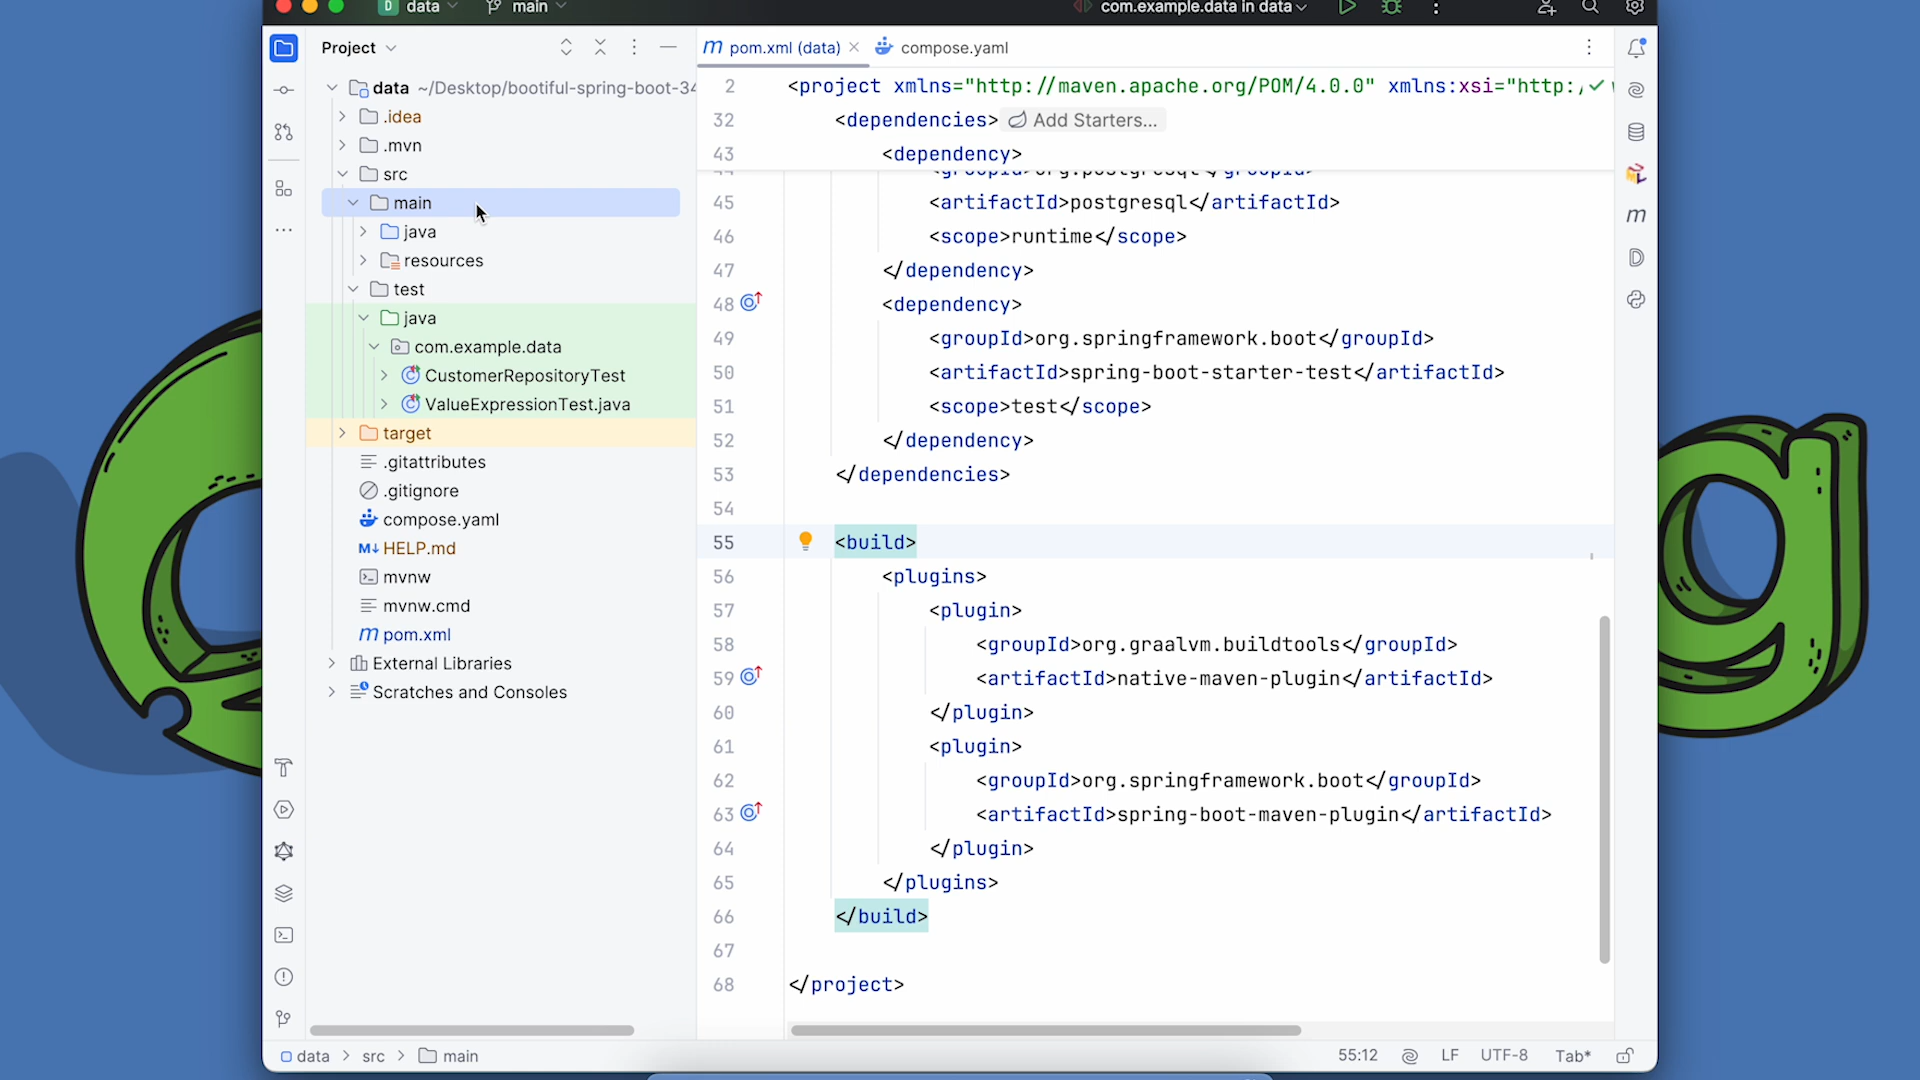 D data main com.example.data in data
Project
data ~/Desktop/bootiful-spring-boot-34
.idea
.mvn
src
main
java
resources
test
java
com.example.data
CustomerRepositoryTest
ValueExpressionTest.java
target
.gitattributes
.gitignore
compose.yaml
M↓ HELP.md
mvnw
mvnw.cmd
m pom.xml
External Libraries
Scratches and Consoles
m pom.xml (data) compose.yaml
2 <project xmlns="http://maven.apache.org/POM/4.0.0" xmlns:xsi="http:/
32 <dependencies> Add Starters...
43 <dependency>
44 <groupId>org.postgresql</groupId>
45 <artifactId>postgresql</artifactId>
46 <scope>runtime</scope>
47 </dependency>
48 <dependency>
49 <groupId>org.springframework.boot</groupId>
50 <artifactId>spring-boot-starter-test</artifactId>
51 <scope>test</scope>
52 </dependency>
53 </dependencies>
54
55 <build>
56 <plugins>
57 <plugin>
58 <groupId>org.graalvm.buildtools</groupId>
59 <artifactId>native-maven-plugin</artifactId>
60 </plugin>
61 <plugin>
62 <groupId>org.springframework.boot</groupId>
63 <artifactId>spring-boot-maven-plugin</artifactId>
64 </plugin>
65 </plugins>
66 </build>
67
68 </project>
m
D
data > src > main
55:12 LF UTF-8 Tab*
g